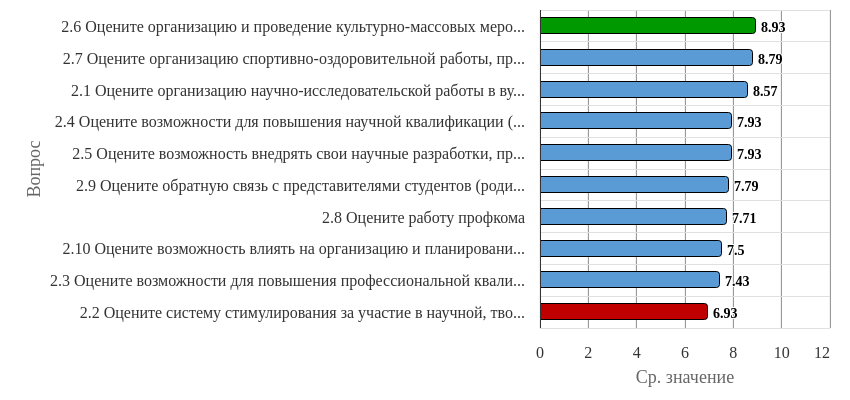 2.6 Оцените организацию и проведение культурно-массовых меро... 8.93
2.7 Оцените организацию спортивно-оздоровительной работы, пр... 8.79
2.1 Оцените организацию научно-исследовательской работы в ву... 8.57
2.4 Оцените возможности для повышения научной квалификации (... 7.93
2.5 Оцените возможность внедрять свои научные разработки, пр... 7.93
2.9 Оцените обратную связь с представителями студентов (роди... 7.79
2.8 Оцените работу профкома 7.71
2.10 Оцените возможность влиять на организацию и планировани... 7.5
2.3 Оцените возможности для повышения профессиональной квали... 7.43
2.2 Оцените систему стимулирования за участие в научной, тво... 6.93
Вопрос
0 2 4 6 8 10 12
Ср. значение